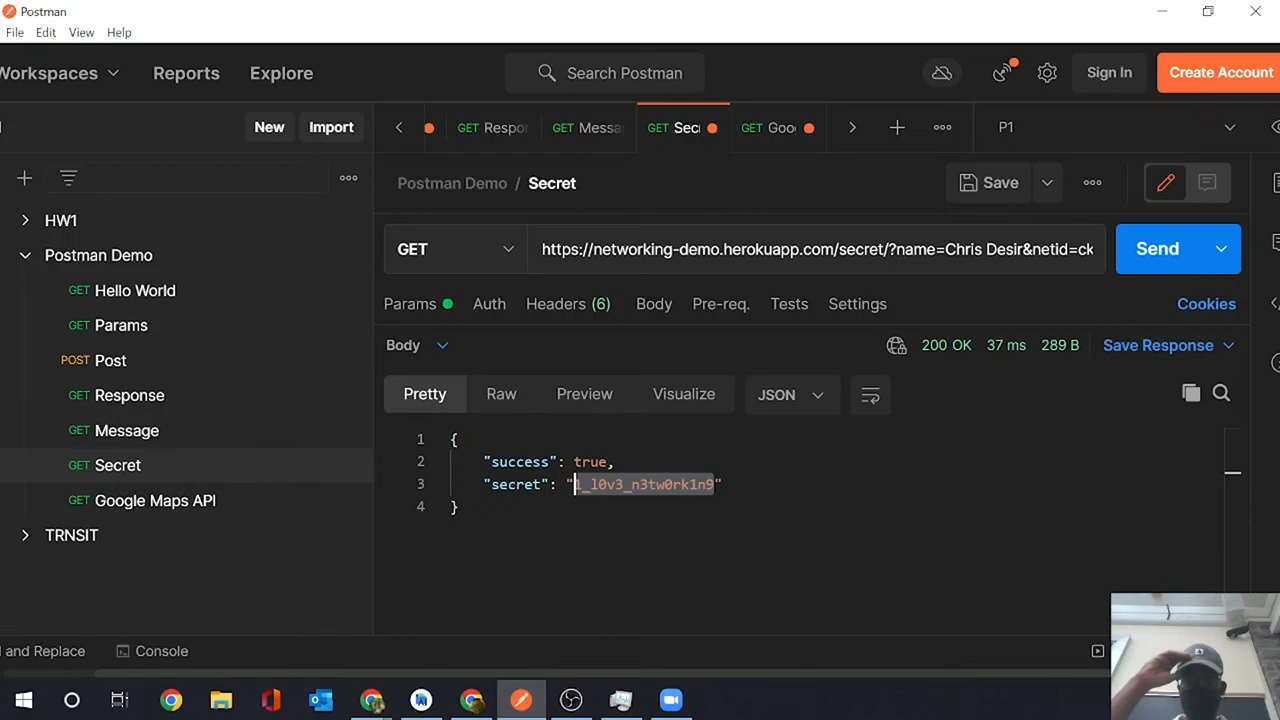 Postman
File Edit View Help
Workspaces Reports Explore Search Postman Sign In Create Account
New Import
GET Respor GET Messa GET Sec GET Goo P1
Postman Demo / Secret Save
HW1
Postman Demo
GET https://networking-demo.herokuapp.com/secret/?name=Chris Desir&netid=ck Send
GET Hello World
GET Params
POST Post
GET Response
GET Message
GET Secret
GET Google Maps API
TRNSIT
Params Auth Headers (6) Body Pre-req. Tests Settings Cookies
Body 200 OK 37 ms 289 B Save Response
Pretty Raw Preview Visualize JSON
1 {
2 "success": true,
3 "secret": "1_l0v3_n3tw0rk1n9"
4 }
and Replace Console